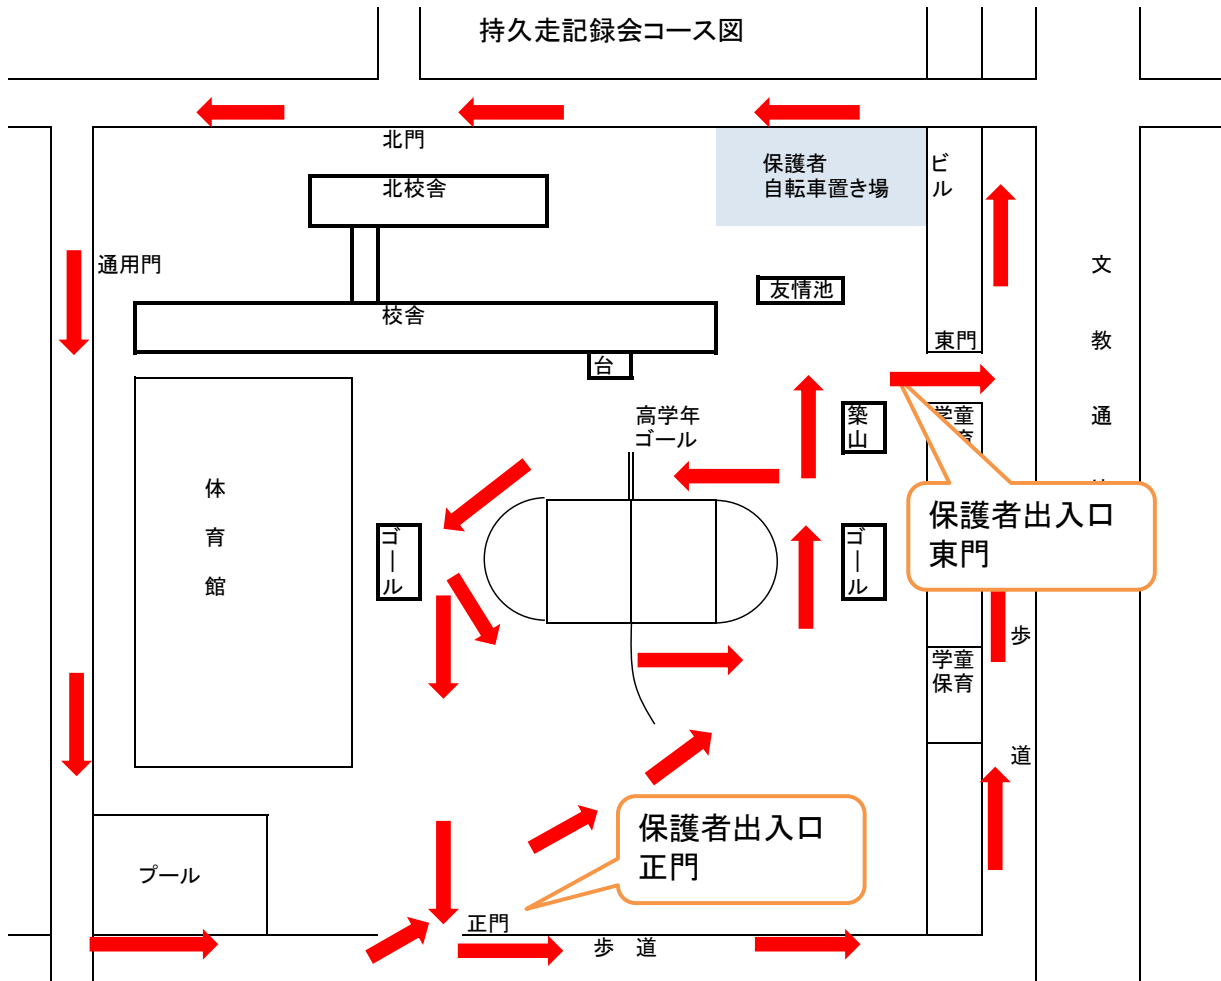 持久走記録会コース図
北門
北校舎
保護者
自転車置き場
ビル
通用門
友情池
校舎
台
東門
文教通
高学年
ゴール
築山
学童
体育館
ゴール
ゴール
保護者出入口
東門
学童
保育
歩道
保護者出入口
正門
プール
正門
歩 道